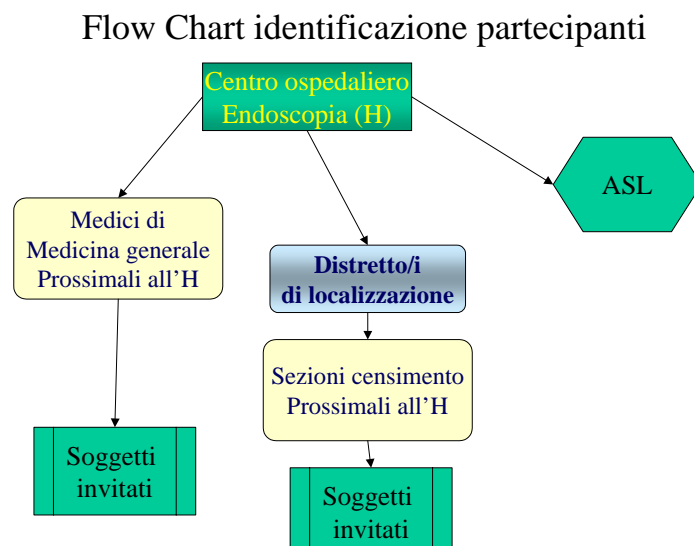 Flow Chart identificazione partecipanti
Centro ospedaliero
Endoscopia (H)
ASL
Medici di
Medicina generale
Prossimali all'H
Distretto/i
di localizzazione
Sezioni censimento
Prossimali all'H
Soggetti
invitati
Soggetti
invitati